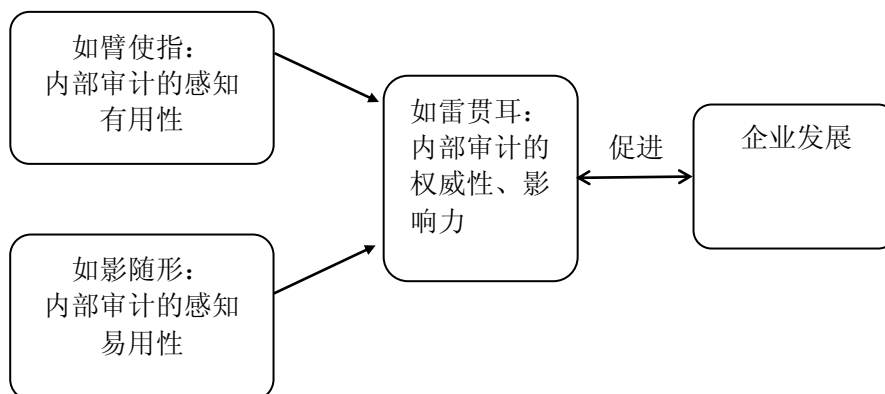 如臂使指：
内部审计的感知
有用性
如影随形：
内部审计的感知
易用性
如雷贯耳：
内部审计的
权威性、影
响力
促进
企业发展